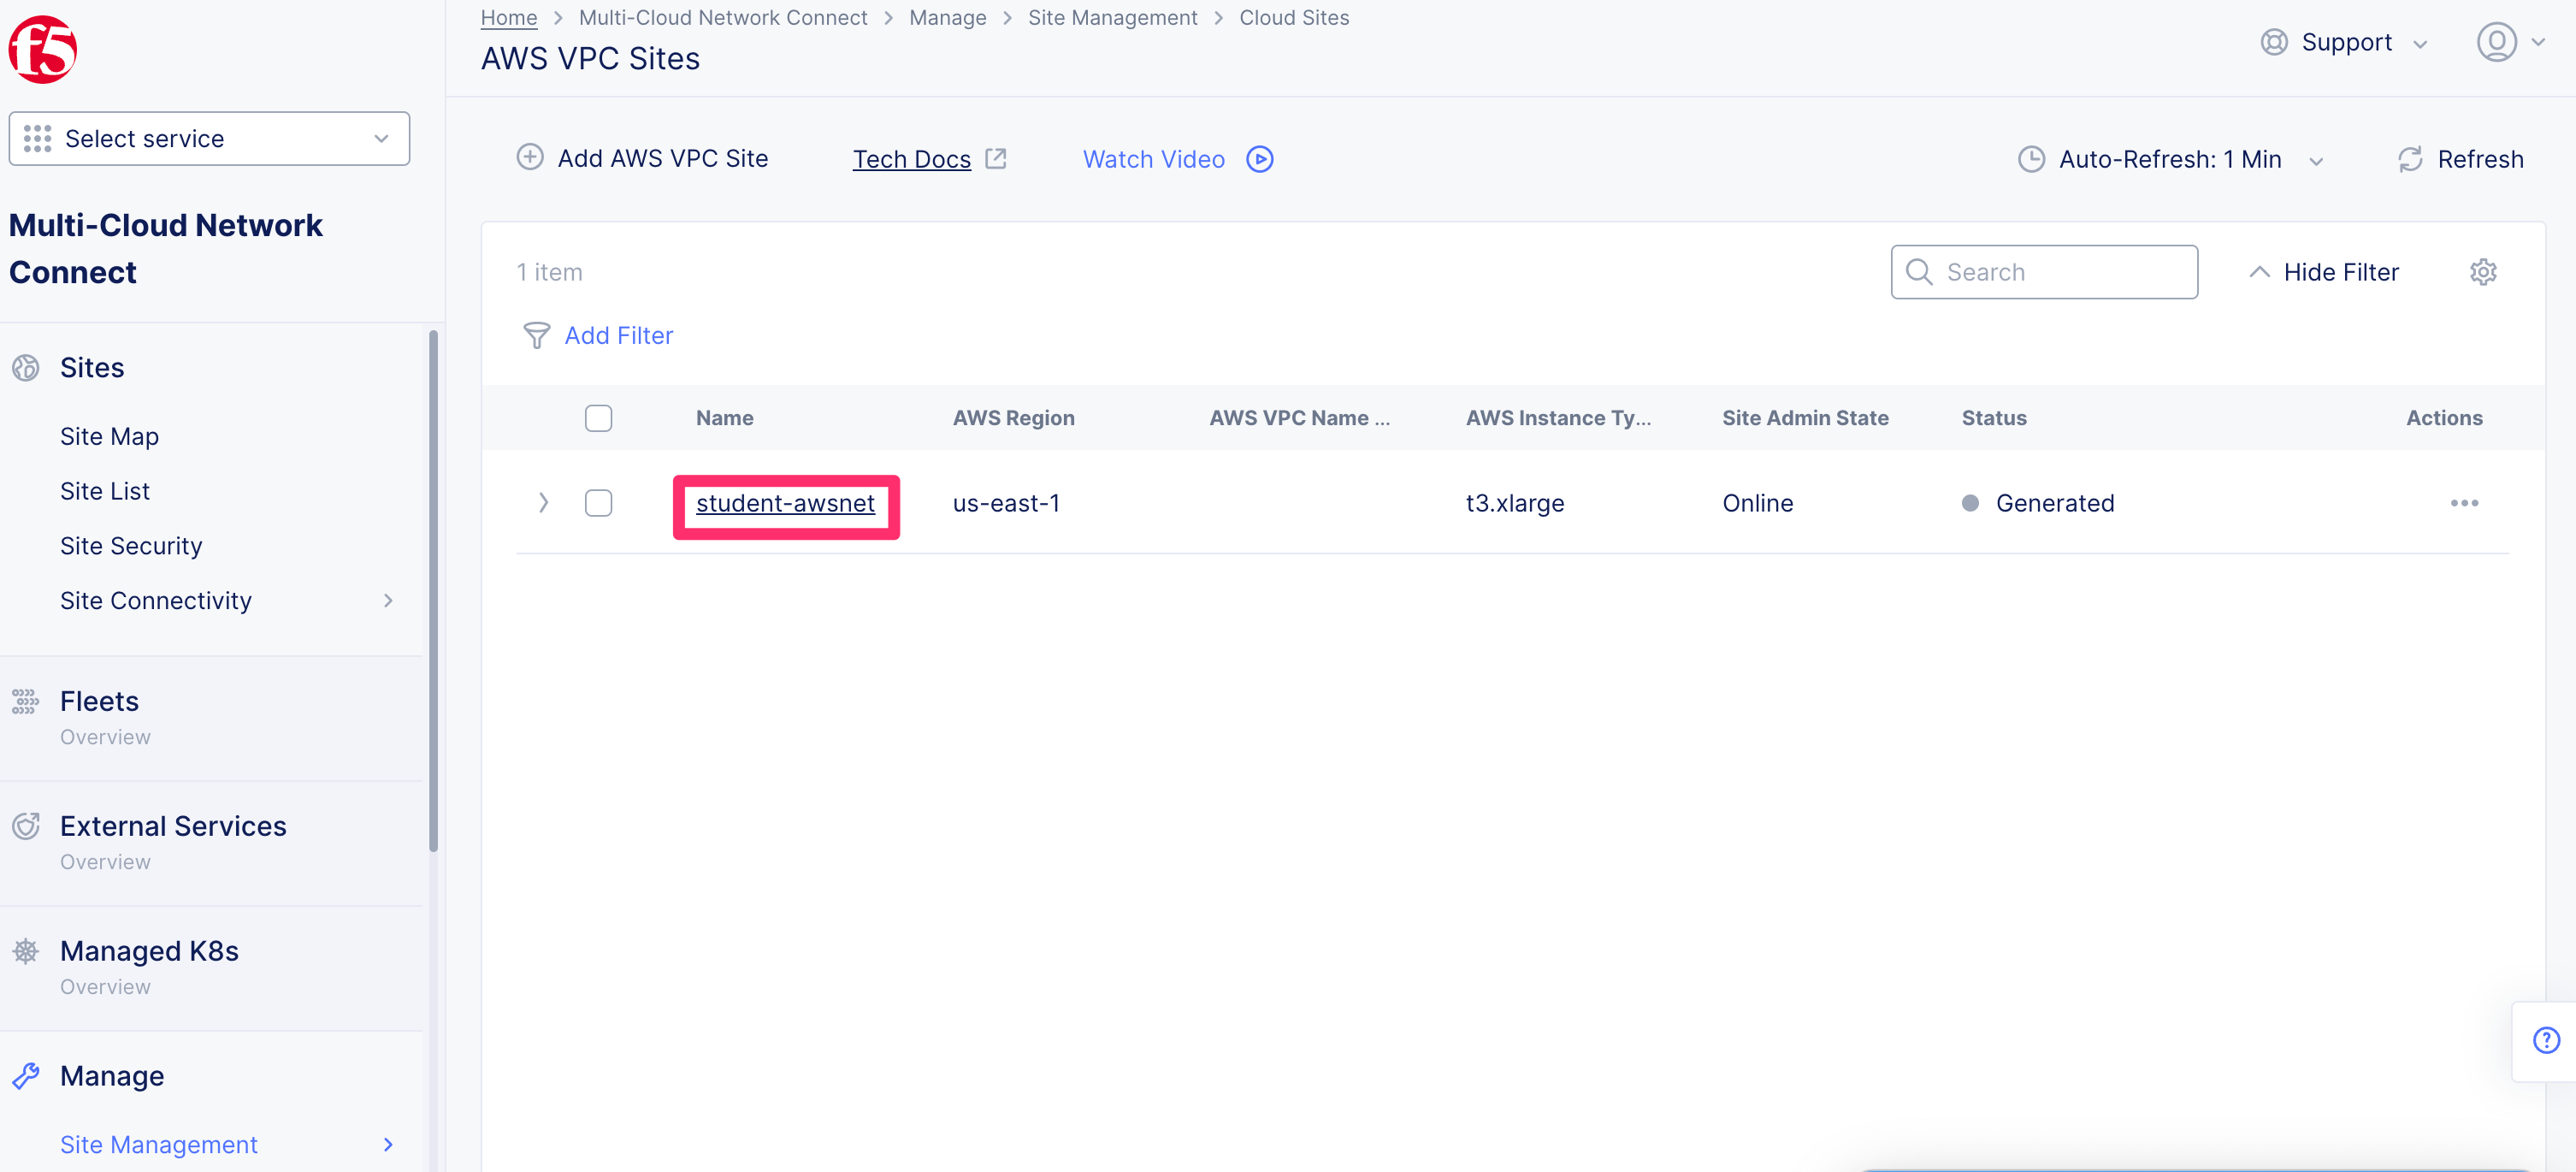 f5
Home > Multi-Cloud Network Connect > Manage > Site Management > Cloud Sites
AWS VPC Sites
Support
Select service
Multi-Cloud Network
Connect
Sites
Site Map
Site List
Site Security
Site Connectivity
Fleets
Overview
External Services
Overview
Managed K8s
Overview
Manage
Site Management
Add AWS VPC Site
Tech Docs
Watch Video
Auto-Refresh: 1 Min
Refresh
1 item
Search
Hide Filter
Add Filter
Name AWS Region AWS VPC Name ... AWS Instance Ty... Site Admin State Status Actions
student-awsnet us-east-1 t3.xlarge Online Generated